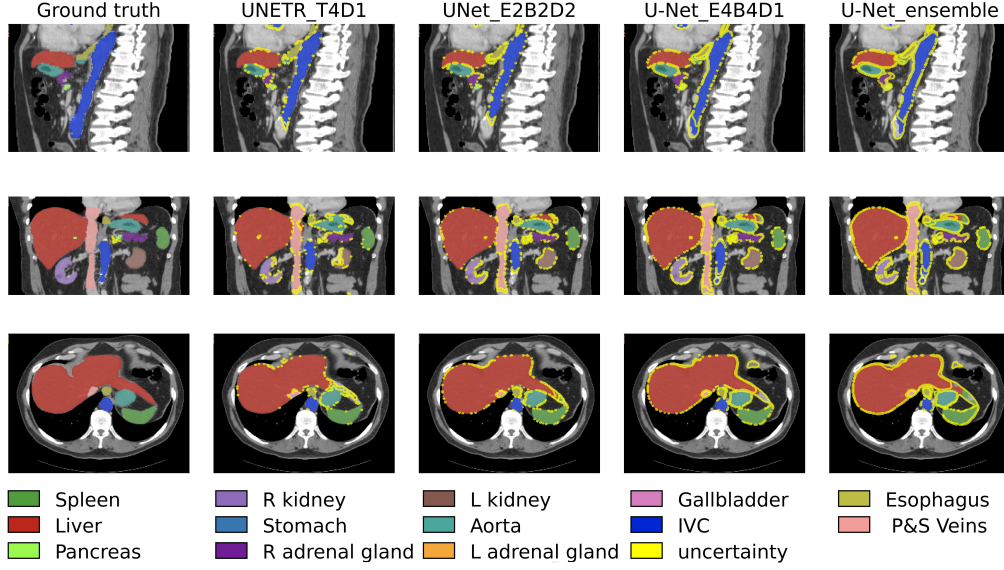 Ground truth UNETR_T4D1 UNet_E2B2D2 U-Net_E4B4D1 U-Net_ensemble
Spleen R kidney L kidney Gallbladder Esophagus
Liver Stomach Aorta IVC P&S Veins
Pancreas R adrenal gland L adrenal gland uncertainty